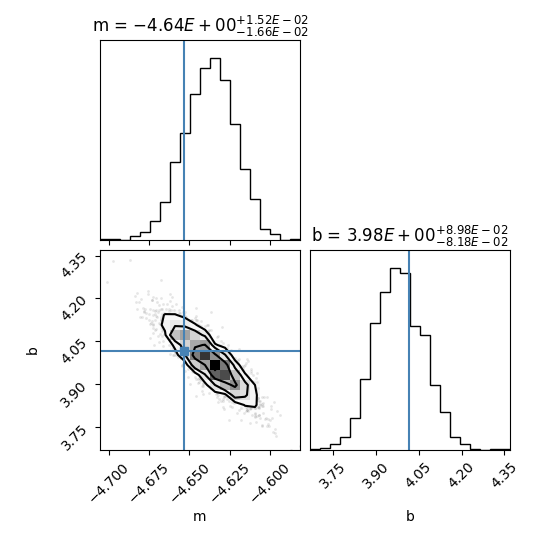 m = −4.64E + 00+1.52E − 02
−1.66E − 02
b = 3.98E + 00+8.98E − 02
−8.18E − 02
4.35
4.20
4.05
3.90
3.75
b
−4.700 −4.675 −4.650 −4.625 −4.600
m
3.75 3.90 4.05 4.20 4.35
b